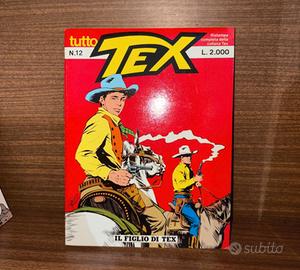 tutto
TEX
N.12
Ristampa
completa della
collana Tex
L. 2.000
IL FIGLIO DI TEX
subito